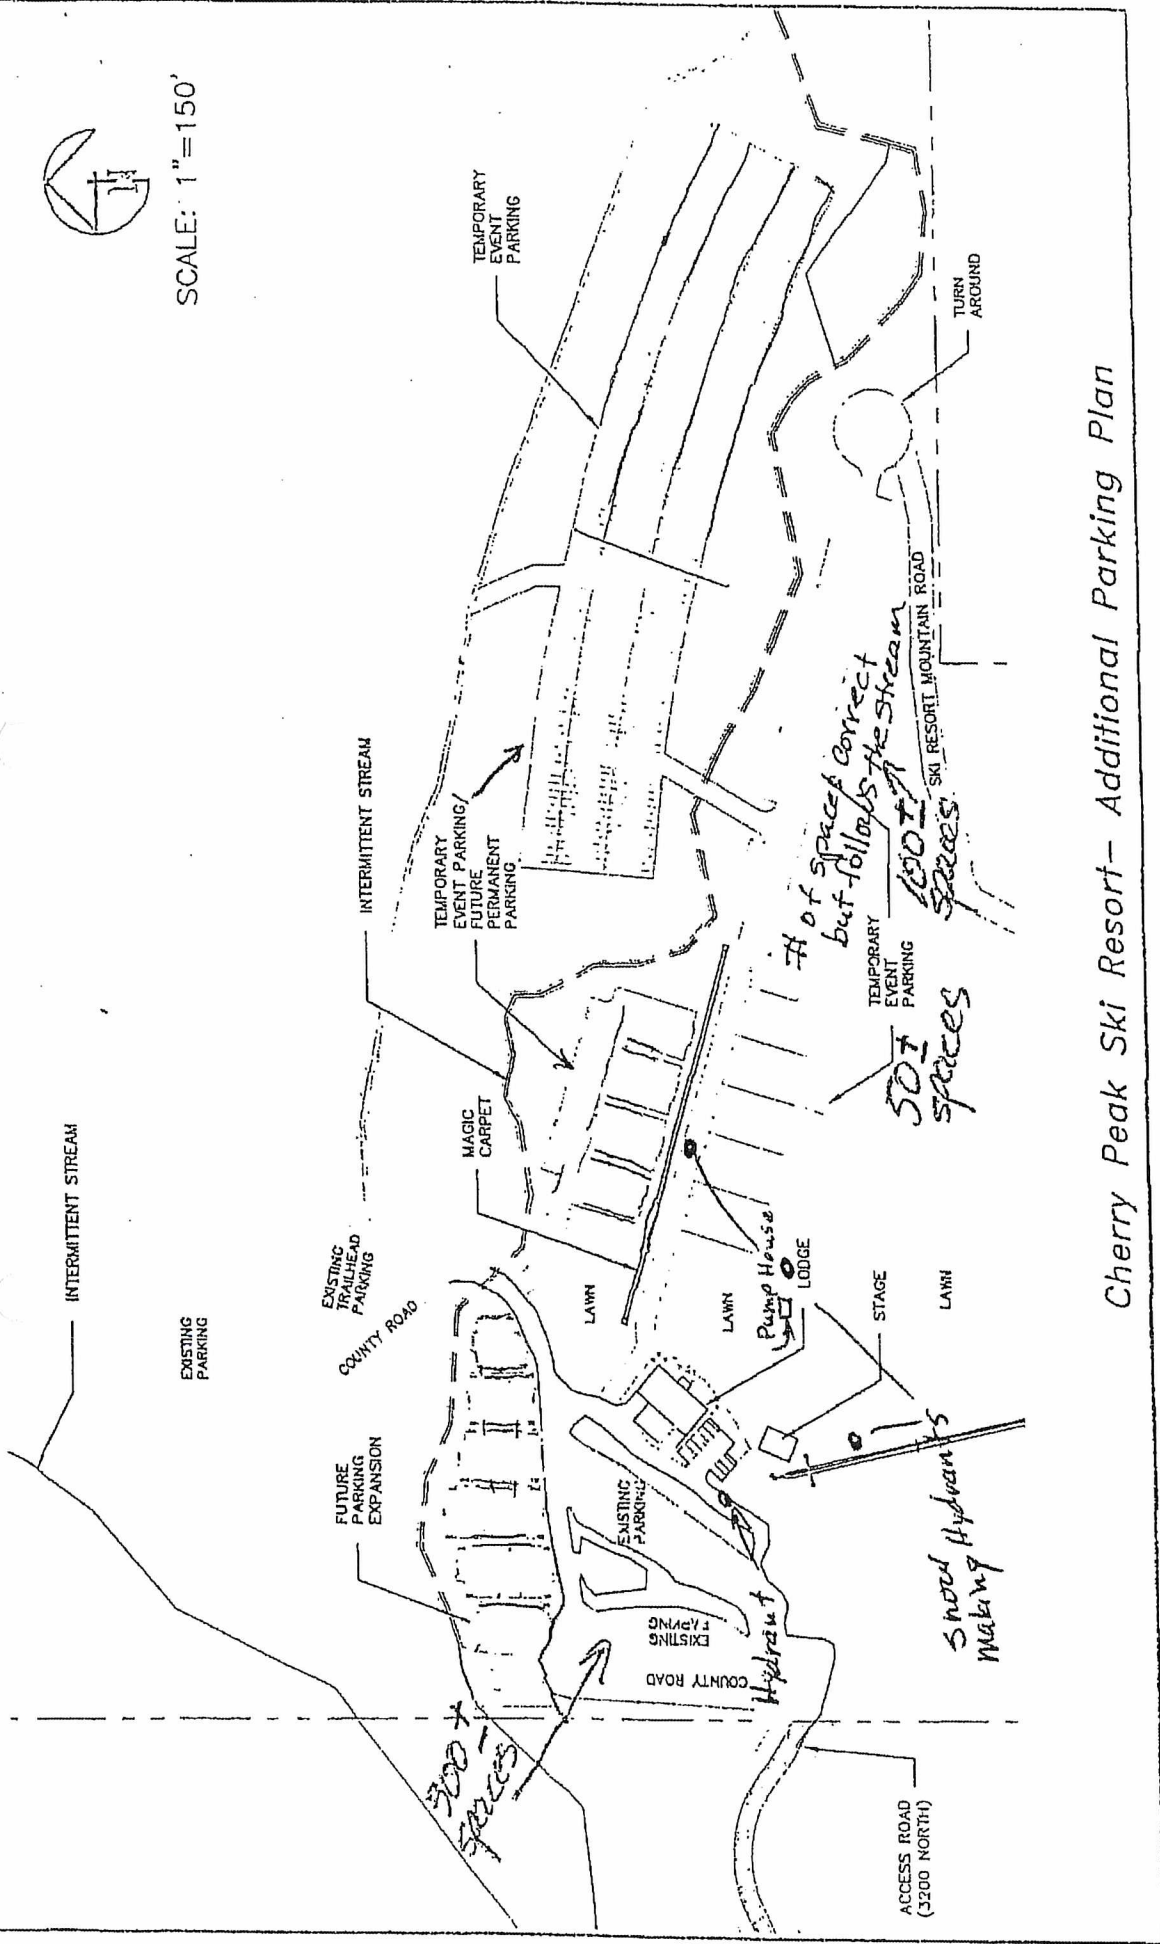 SCALE: 1"=150'
INTERMITTENT STREAM
EXISTING
PARKING
EXISTING
TRAILHEAD
PARKING
COUNTY ROAD
INTERMITTENT STREAM
TEMPORARY
EVENT
PARKING
FUTURE
PARKING
EXPANSION
MAGIC
CARPET
TEMPORARY
EVENT PARKING/
FUTURE
PERMANENT
PARKING
300 ±
spaces
LAWN
EXISTING
PARKING
EXISTING
PARKING
COUNTY ROAD
Hydrant
LAWN
Pump House
LODGE
STAGE
LAWN
# of spaces correct
but follows the stream
TEMPORARY
EVENT
PARKING
50±
spaces
100±
spaces
SKI RESORT MOUNTAIN ROAD
TURN
AROUND
Snow Hydrants
making
ACCESS ROAD
(3200 NORTH)
Cherry Peak Ski Resort- Additional Parking Plan